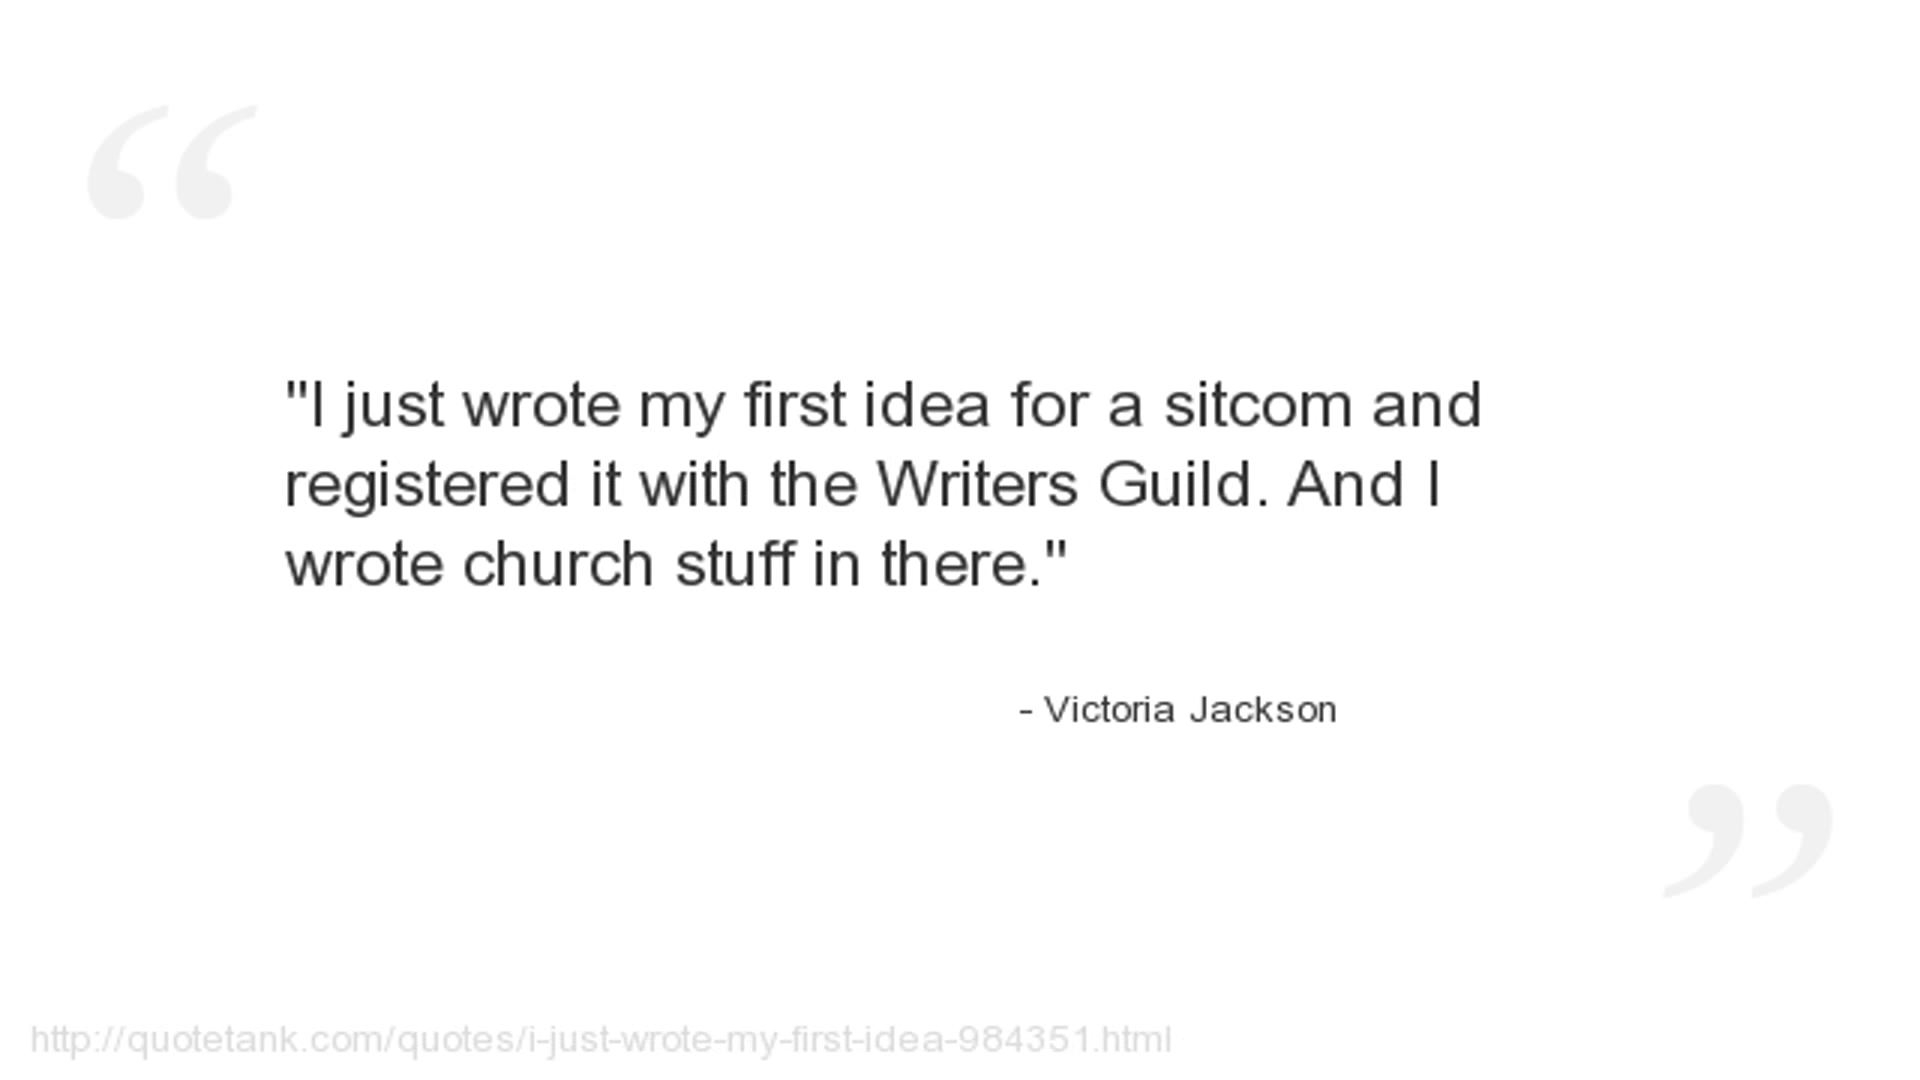 "I just wrote my first idea for a sitcom and
registered it with the Writers Guild. And I
wrote church stuff in there."
- Victoria Jackson
http://quotetank.com/quotes/i-just-wrote-my-first-idea-984351.html